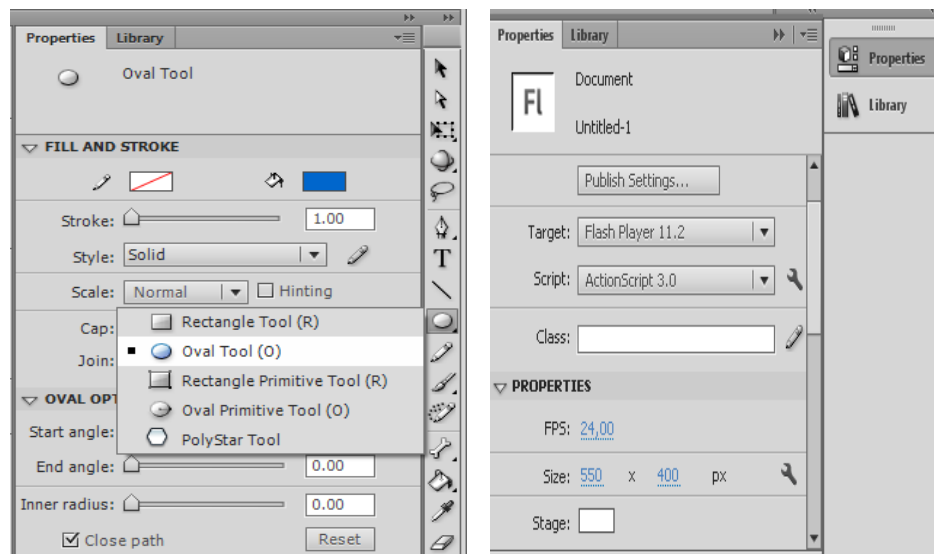 Properties Library
Oval Tool
FILL AND STROKE
Stroke: 1.00
Style: Solid
Scale: Normal Hinting
Cap:
Rectangle Tool (R)
Oval Tool (O)
Join:
Rectangle Primitive Tool (R)
OVAL OPT
Oval Primitive Tool (O)
Start angle:
PolyStar Tool
End angle: 0.00
Inner radius: 0.00
Close path Reset
T
Properties Library
Fl
Document
Untitled-1
Publish Settings...
Target: Flash Player 11.2
Script: ActionScript 3.0
Class:
PROPERTIES
FPS: 24,00
Size: 550 x 400 px
Stage:
Properties
Library